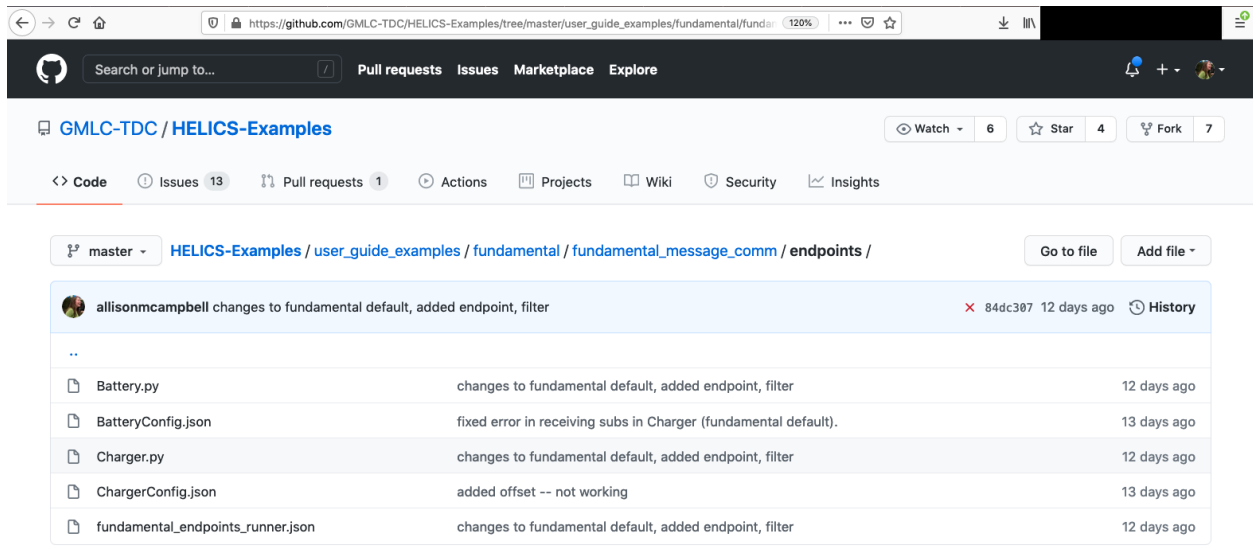 https://github.com/GMLC-TDC/HELICS-Examples/tree/master/user_guide_examples/fundamental/fundar 120%
Search or jump to... / Pull requests Issues Marketplace Explore
GMLC-TDC / HELICS-Examples Watch 6 Star 4 Fork 7
Code Issues 13 Pull requests 1 Actions Projects Wiki Security Insights
master HELICS-Examples / user_guide_examples / fundamental / fundamental_message_comm / endpoints / Go to file Add file
allisonmcampbell changes to fundamental default, added endpoint, filter 84dc307 12 days ago History
..
Battery.py changes to fundamental default, added endpoint, filter 12 days ago
BatteryConfig.json fixed error in receiving subs in Charger (fundamental default). 13 days ago
Charger.py changes to fundamental default, added endpoint, filter 12 days ago
ChargerConfig.json added offset -- not working 13 days ago
fundamental_endpoints_runner.json changes to fundamental default, added endpoint, filter 12 days ago